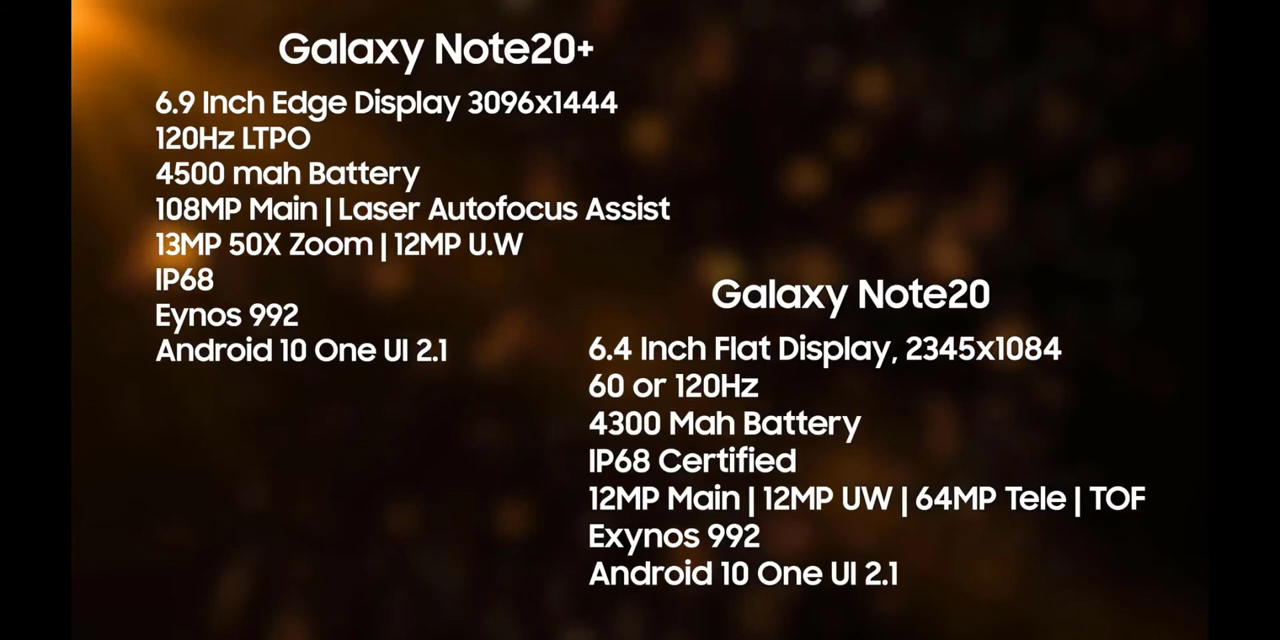 Galaxy Note20+
6.9 Inch Edge Display 3096x1444
120Hz LTPO
4500 mah Battery
108MP Main | Laser Autofocus Assist
13MP 50X Zoom | 12MP U.W
IP68
Eynos 992
Android 10 One UI 2.1
Galaxy Note20
6.4 Inch Flat Display, 2345x1084
60 or 120Hz
4300 Mah Battery
IP68 Certified
12MP Main | 12MP UW | 64MP Tele | TOF
Exynos 992
Android 10 One UI 2.1